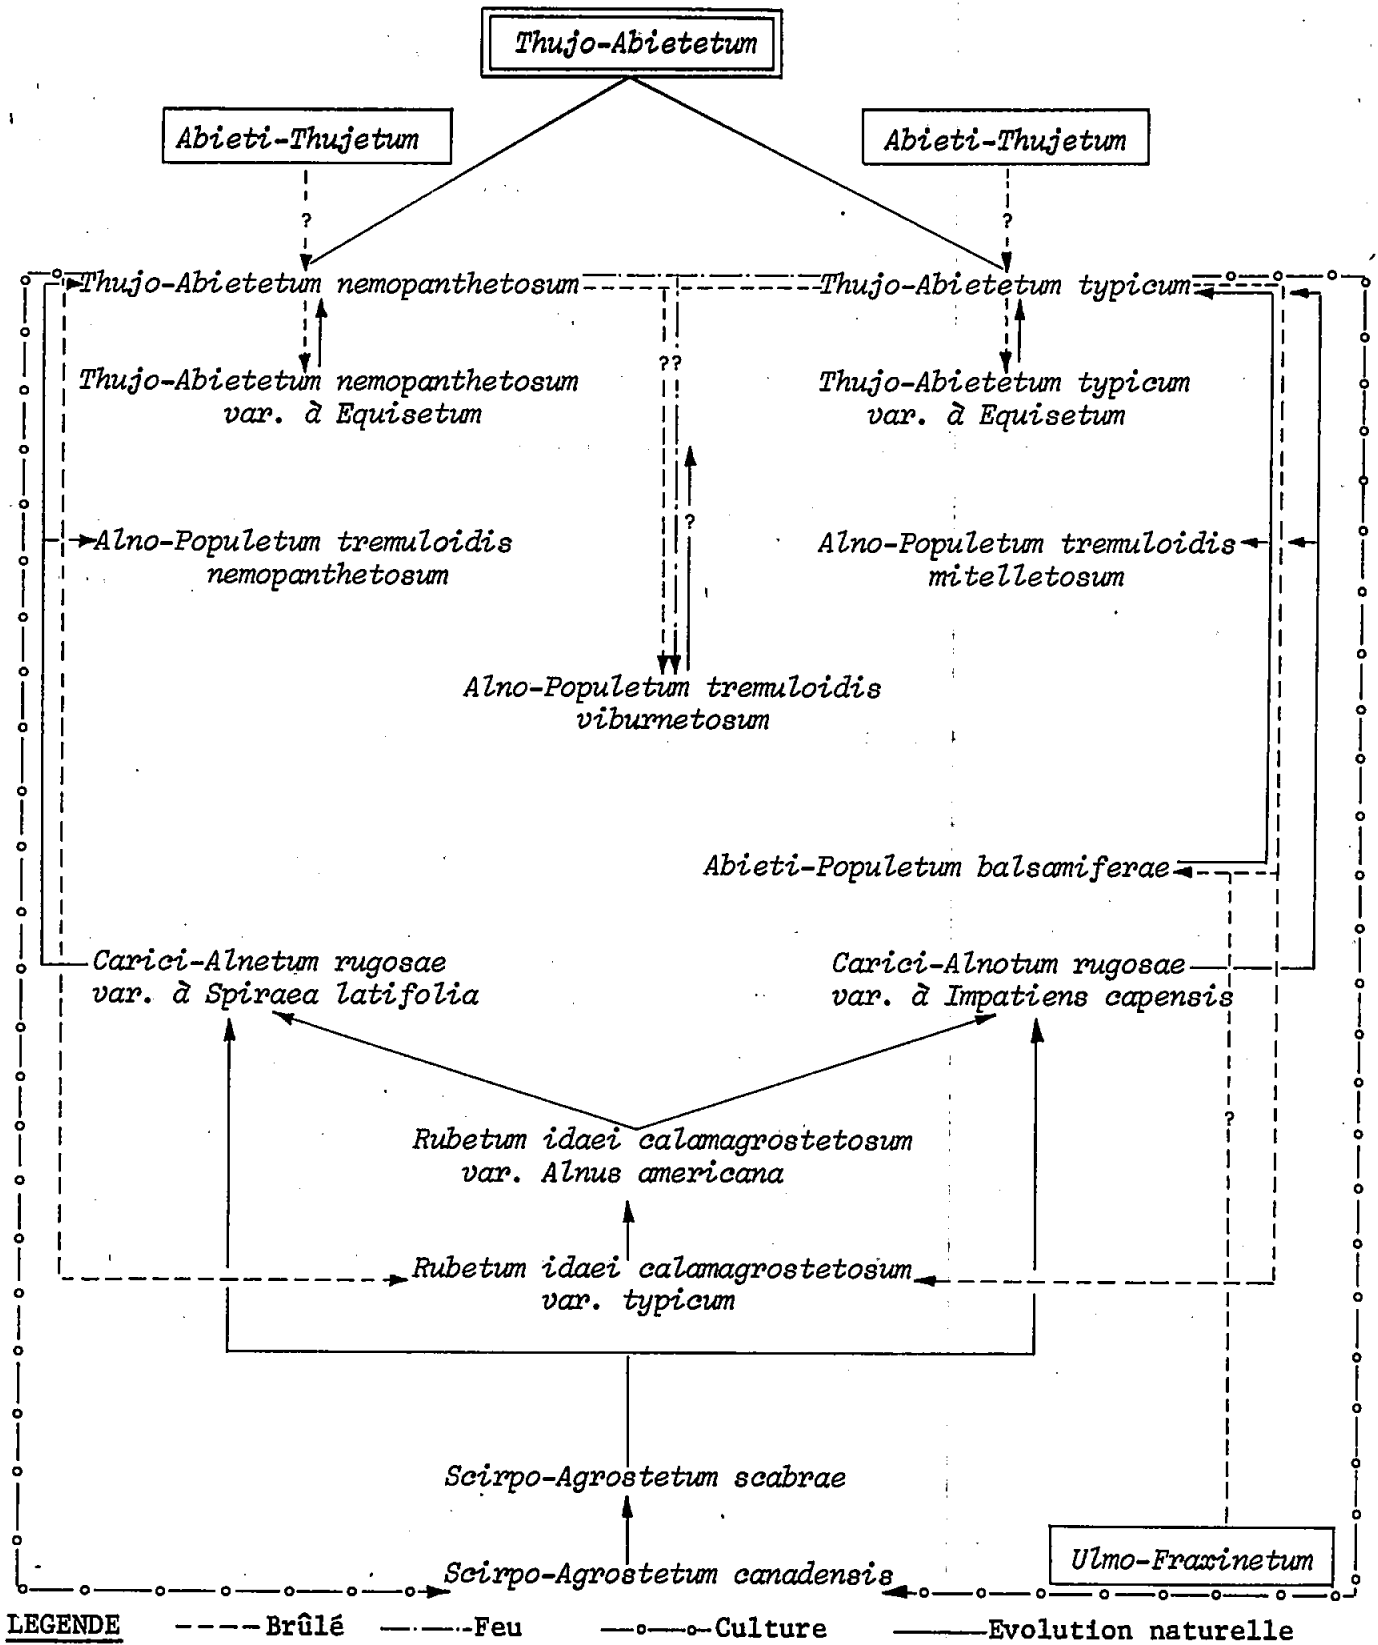 Thujo-Abietetum
Abieti-Thujetum
Abieti-Thujetum
?
?
Thujo-Abietetum nemopanthetosum
Thujo-Abietetum typicum
??
Thujo-Abietetum nemopanthetosum
var. à Equisetum
Thujo-Abietetum typicum
var. à Equisetum
?
Alno-Populetum tremuloidis
nemopanthetosum
Alno-Populetum tremuloidis
mitelletosum
Alno-Populetum tremuloidis
viburnetosum
Abieti-Populetum balsamiferae
Carici-Alnetum rugosae
var. à Spiraea latifolia
Carici-Alnotum rugosae
var. à Impatiens capensis
?
Rubetum idaei calamagrostetosum
var. Alnus americana
Rubetum idaei calamagrostetosum
var. typicum
Scirpo-Agrostetum scabrae
Ulmo-Fraxinetum
Scirpo-Agrostetum canadensis
LEGENDE Brûlé Feu Culture Evolution naturelle